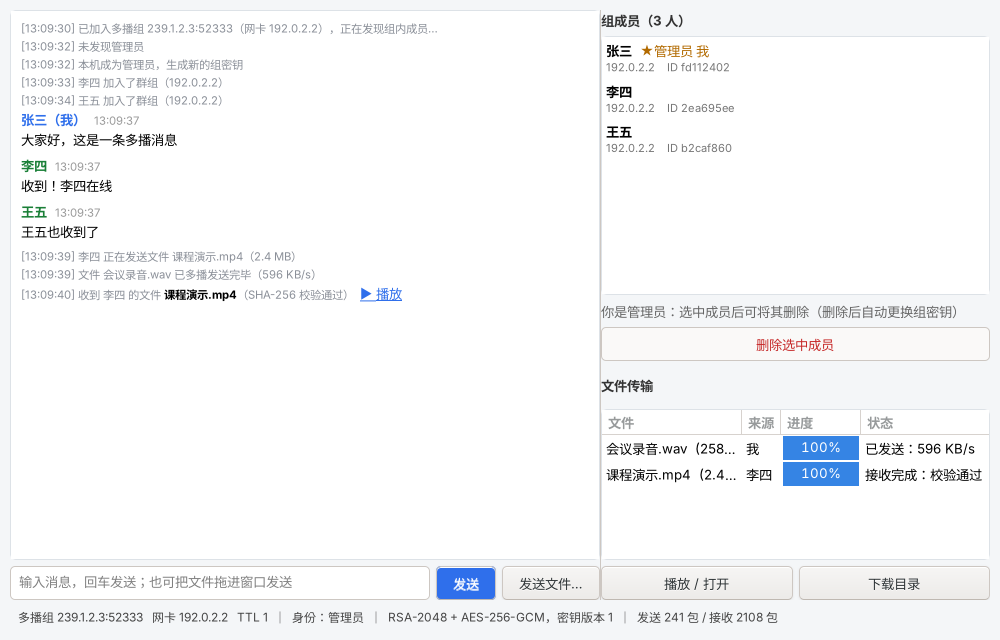 [13:09:30] 已加入多播组 239.1.2.3:52333（网卡 192.0.2.2），正在发现组内成员...
[13:09:32] 未发现管理员
[13:09:32] 本机成为管理员，生成新的组密钥
[13:09:33] 李四 加入了群组（192.0.2.2）
[13:09:34] 王五 加入了群组（192.0.2.2）
张三（我） 13:09:37
大家好，这是一条多播消息
李四 13:09:37
收到！李四在线
王五 13:09:37
王五也收到了
[13:09:39] 李四 正在发送文件 课程演示.mp4（2.4 MB）
[13:09:39] 文件 会议录音.wav 已多播发送完毕（596 KB/s）
[13:09:40] 收到 李四 的文件 课程演示.mp4（SHA-256 校验通过） ▶ 播放
输入消息，回车发送；也可把文件拖进窗口发送
发送
发送文件...
组成员（3 人）
张三 ★管理员 我
192.0.2.2 ID fd112402
李四
192.0.2.2 ID 2ea695ee
王五
192.0.2.2 ID b2caf860
你是管理员：选中成员后可将其删除（删除后自动更换组密钥）
删除选中成员
文件传输
文件 来源 进度 状态
会议录音.wav（258... 我 100% 已发送：596 KB/s
课程演示.mp4（2.4... 李四 100% 接收完成：校验通过
播放 / 打开
下载目录
多播组 239.1.2.3:52333 网卡 192.0.2.2 TTL 1 | 身份：管理员 | RSA-2048 + AES-256-GCM，密钥版本 1 | 发送 241 包 / 接收 2108 包